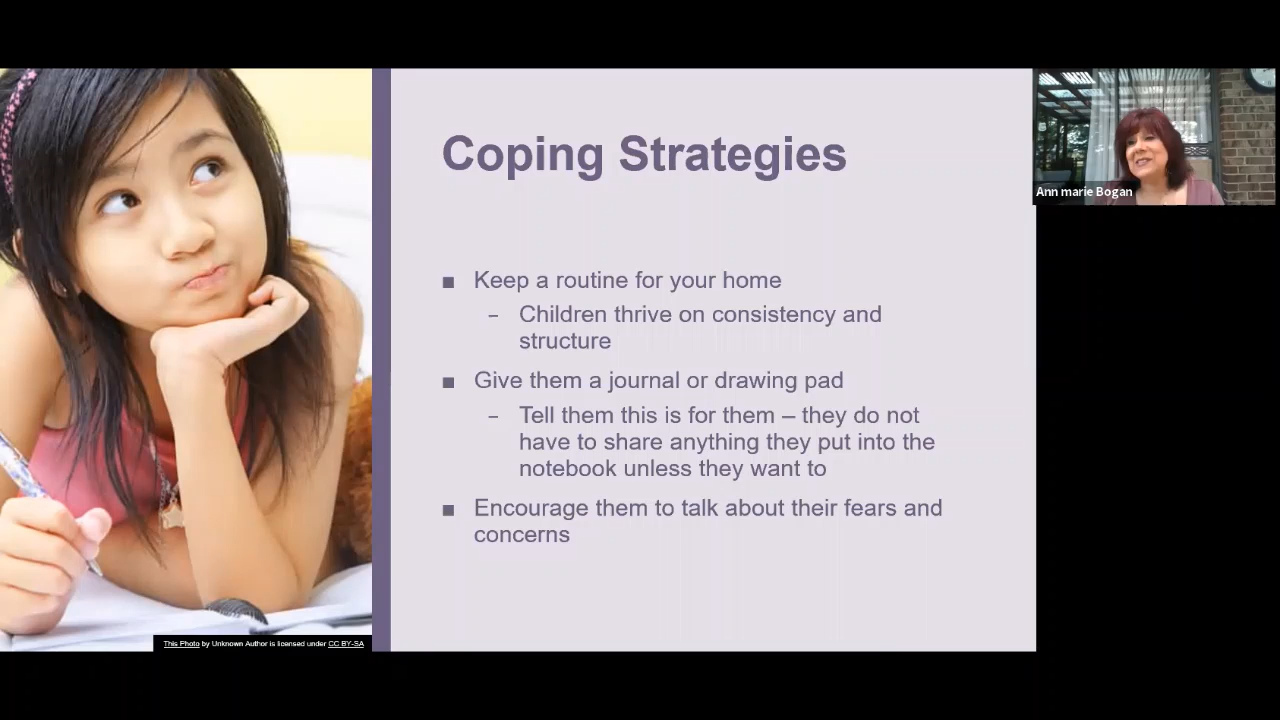 Coping Strategies
■ Keep a routine for your home
– Children thrive on consistency and
structure
■ Give them a journal or drawing pad
– Tell them this is for them – they do not
have to share anything they put into the
notebook unless they want to
■ Encourage them to talk about their fears and
concerns
This Photo by Unknown Author is licensed under CC BY-SA
Ann marie Bogan